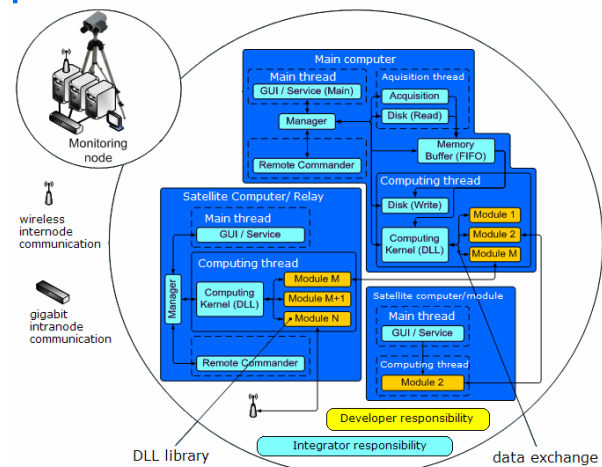 Main computer
Main thread
GUI / Service (Main)
Manager
Remote Commander
Aquisition thread
Acquisition
Disk (Read)
Memory
Buffer (FIFO)
Computing thread
Disk (Write)
Computing
Kernel (DLL)
Module 1
Module 2
Module M
Monitoring
node
wireless
internode
communication
gigabit
intranode
communication
Satellite Computer/ Relay
Main thread
GUI / Service
Computing thread
Manager
Computing
Kernel (DLL)
Module M
Module M+1
Module N
Remote Commander
Satellite computer/module
Main thread
GUI / Service
Computing thread
Module 2
Developer responsibility
Integrator responsibility
DLL library
data exchange